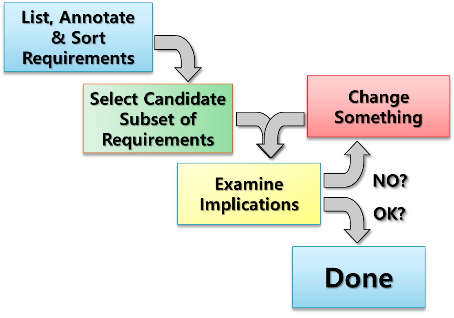 List, Annotate
& Sort
Requirements
Select Candidate
Subset of
Requirements
Change
Something
Examine
Implications
NO?
OK?
Done